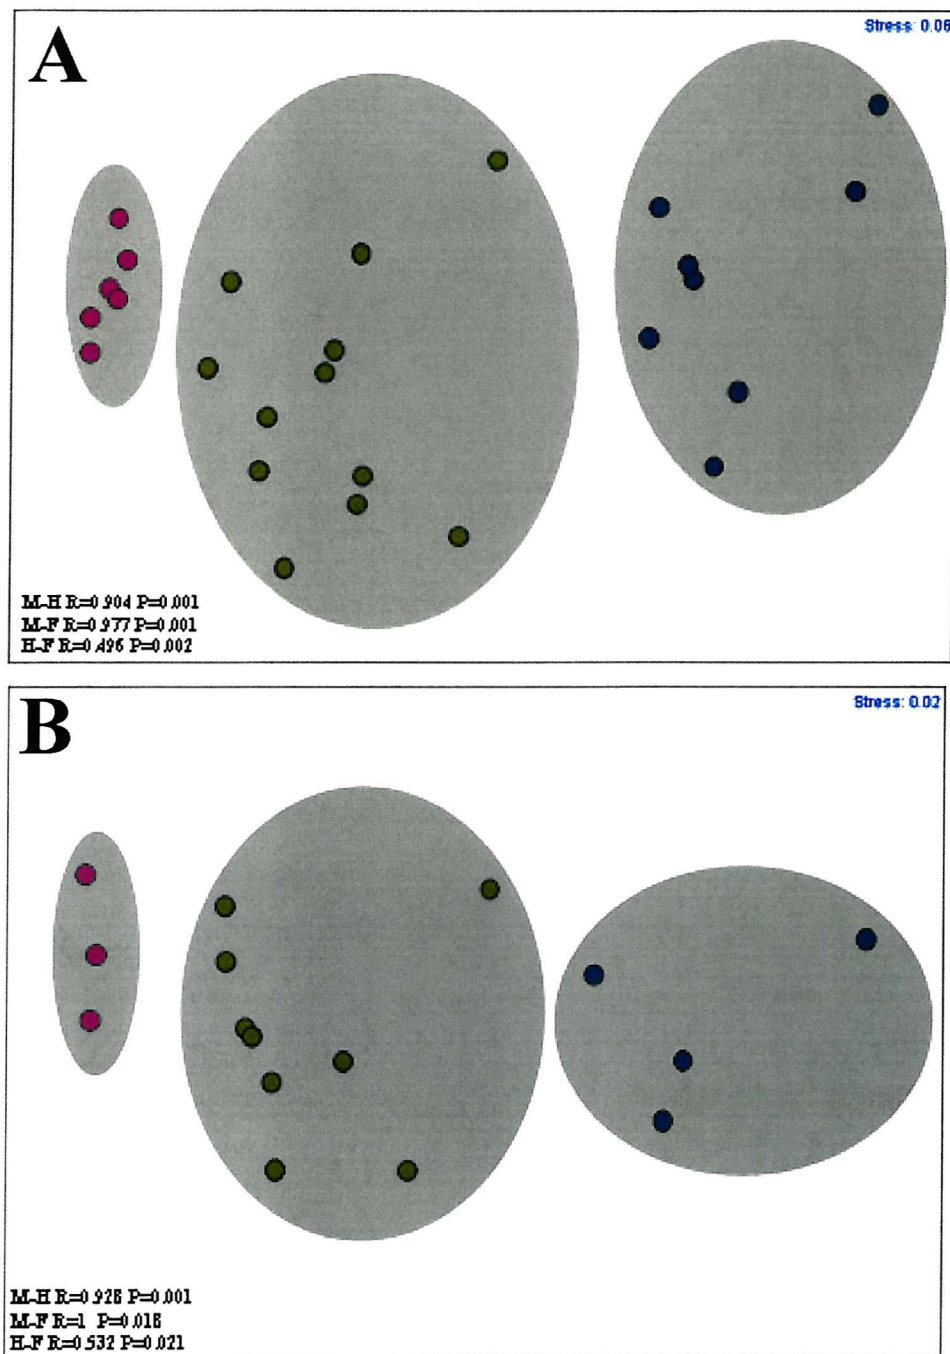 A
Stress: 0.06
M-H R=0.904 P=0.001
M-F R=0.977 P=0.001
H-F R=0.496 P=0.002
B
Stress: 0.02
M-H R=0.928 P=0.001
M-F R=1 P=0.018
H-F R=0.532 P=0.021